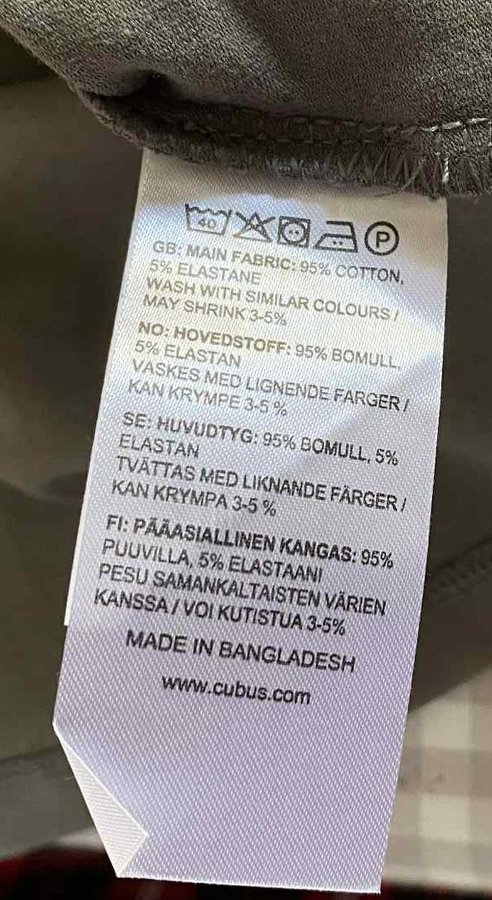 40 P
GB: MAIN FABRIC: 95% COTTON,
5% ELASTANE
WASH WITH SIMILAR COLOURS /
MAY SHRINK 3-5%
NO: HOVEDSTOFF: 95% BOMULL,
5% ELASTAN
VASKES MED LIGNENDE FARGER /
KAN KRYMPE 3-5 %
SE: HUVUDTYG: 95% BOMULL, 5%
ELASTAN
TVÄTTAS MED LIKNANDE FÄRGER /
KAN KRYMPA 3-5 %
FI: PÄÄASIALLINEN KANGAS: 95%
PUUVILLA, 5% ELASTAANI
PESU SAMANKALTAISTEN VÄRIEN
KANSSA / VOI KUTISTUA 3-5%
MADE IN BANGLADESH
www.cubus.com